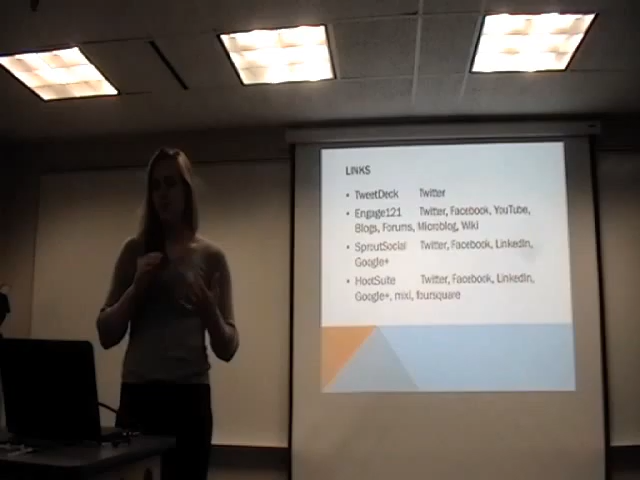 LINKS
• TweetDeck Twitter
• Engage121 Twitter, Facebook, YouTube,
Blogs, Forums, Microblog, Wiki
• SproutSocial Twitter, Facebook, LinkedIn,
Google+
• HootSuite Twitter, Facebook, LinkedIn,
Google+, mixi, foursquare